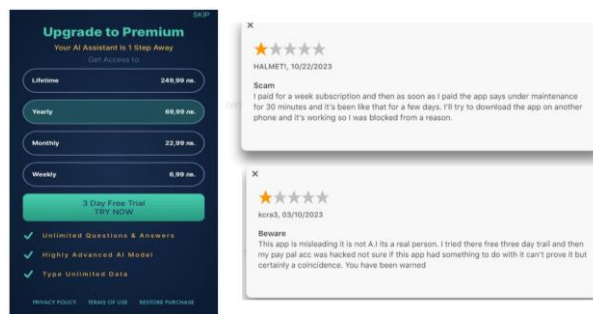 SKIP
Upgrade to Premium
Your AI Assistant Is 1 Step Away
Get Access to
Lifetime 249,99 лв.
Yearly 69,99 лв.
Monthly 22,99 лв.
Weekly 6,99 лв.
3 Day Free Trial
TRY NOW
Unlimited Questions & Answers
Highly Advanced AI Model
Type Unlimited Data
PRIVACY POLICY TERMS OF USE RESTORE PURCHASE
HALMET!, 10/22/2023
Scam
I paid for a week subscription and then as soon as I paid the app says under maintenance
for 30 minutes and it's been like that for a few days. I'll try to download the app on another
phone and it's working so I was blocked from a reason.
kcra3, 03/10/2023
Beware
This app is misleading it is not A.I its a real person. I tried there free three day trail and then
my pay pal acc was hacked not sure if this app had something to do with it can't prove it but
certainly a coincidence. You have been warned